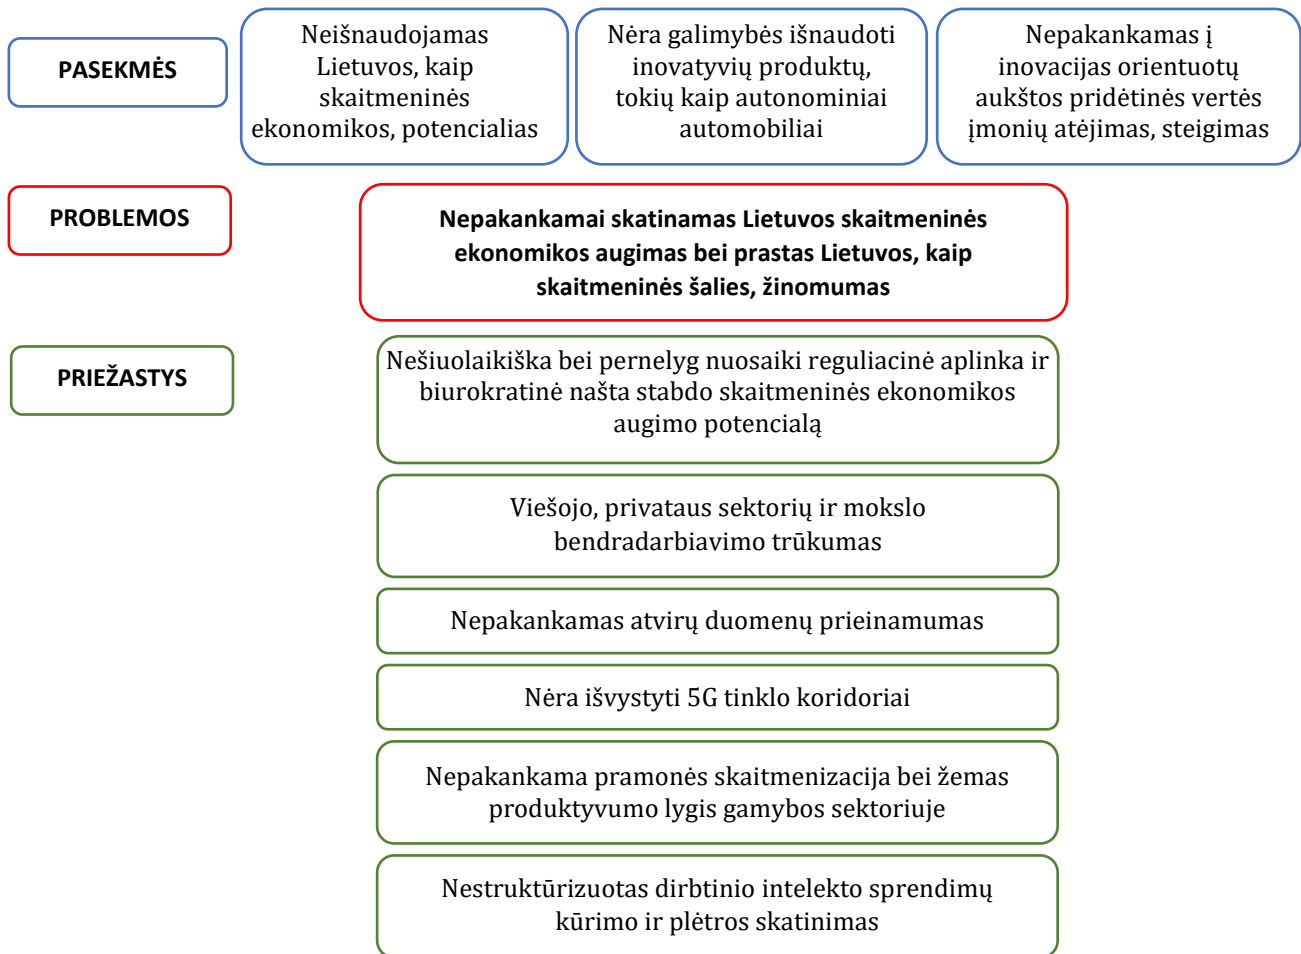 PASEKMĖS
Neišnaudojamas
Lietuvos, kaip
skaitmeninės
ekonomikos, potencialias
Nėra galimybės išnaudoti
inovatyvių produktų,
tokių kaip autonominiai
automobiliai
Nepakankamas į
inovacijas orientuotų
aukštos pridėtinės vertės
įmonių atėjimas, steigimas
PROBLEMOS
Nepakankamai skatinamas Lietuvos skaitmeninės
ekonomikos augimas bei prastas Lietuvos, kaip
skaitmeninės šalies, žinomumas
PRIEŽASTYS
Nešiuolaikiška bei pernelyg nuosaiki reguliacinė aplinka ir
biurokratinė našta stabdo skaitmeninės ekonomikos
augimo potencialą
Viešojo, privataus sektorių ir mokslo
bendradarbiavimo trūkumas
Nepakankamas atvirų duomenų prieinamumas
Nėra išvystyti 5G tinklo koridoriai
Nepakankama pramonės skaitmenizacija bei žemas
produktyvumo lygis gamybos sektoriuje
Nestruktūrizuotas dirbtinio intelekto sprendimų
kūrimo ir plėtros skatinimas